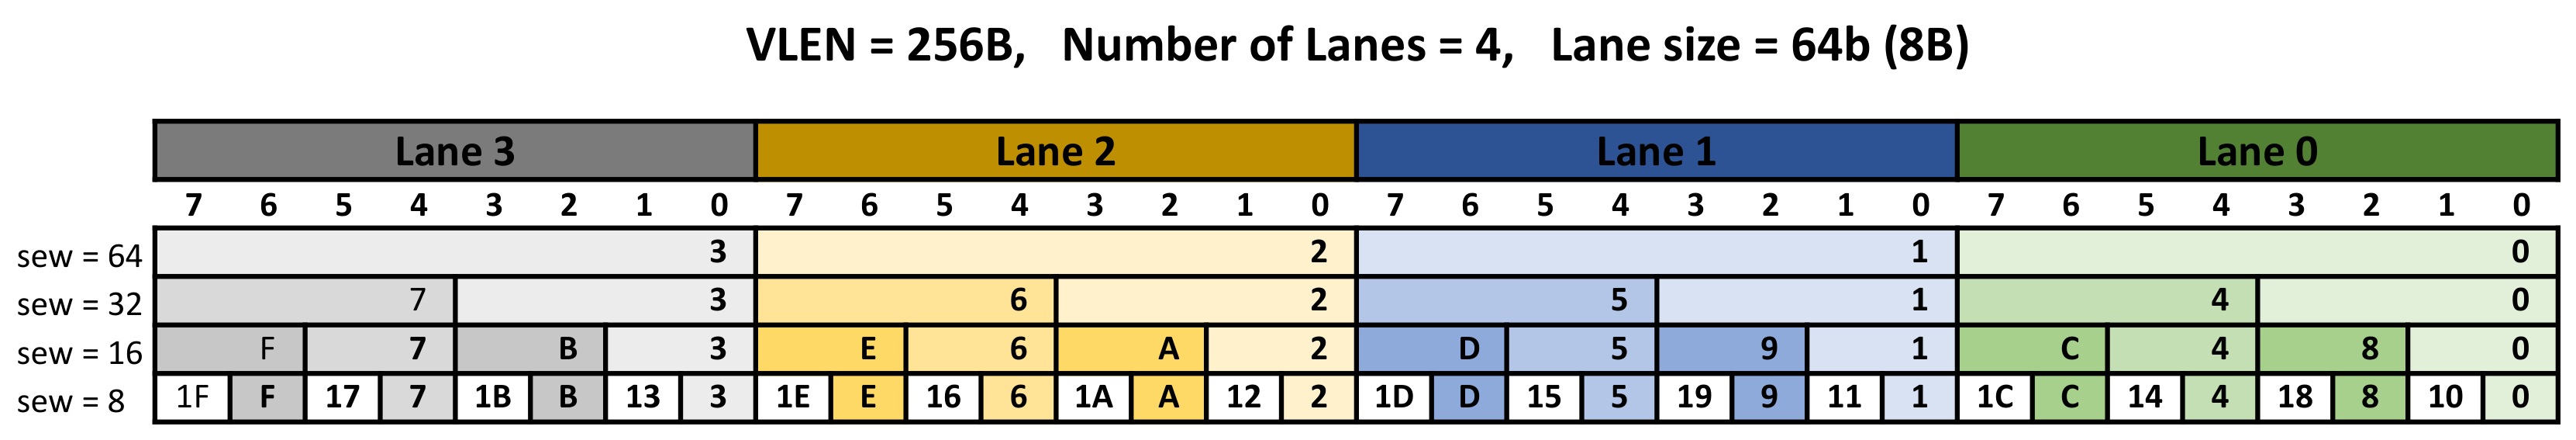 VLEN = 256B, Number of Lanes = 4, Lane size = 64b (8B)
Lane 3 Lane 2 Lane 1 Lane 0
7 6 5 4 3 2 1 0 7 6 5 4 3 2 1 0 7 6 5 4 3 2 1 0 7 6 5 4 3 2 1 0
sew = 64 3 2 1 0
sew = 32 7 3 6 2 5 1 4 0
sew = 16 F 7 B 3 E 6 A 2 D 5 9 1 C 4 8 0
sew = 8 1F F 17 7 1B B 13 3 1E E 16 6 1A A 12 2 1D D 15 5 19 9 11 1 1C C 14 4 18 8 10 0